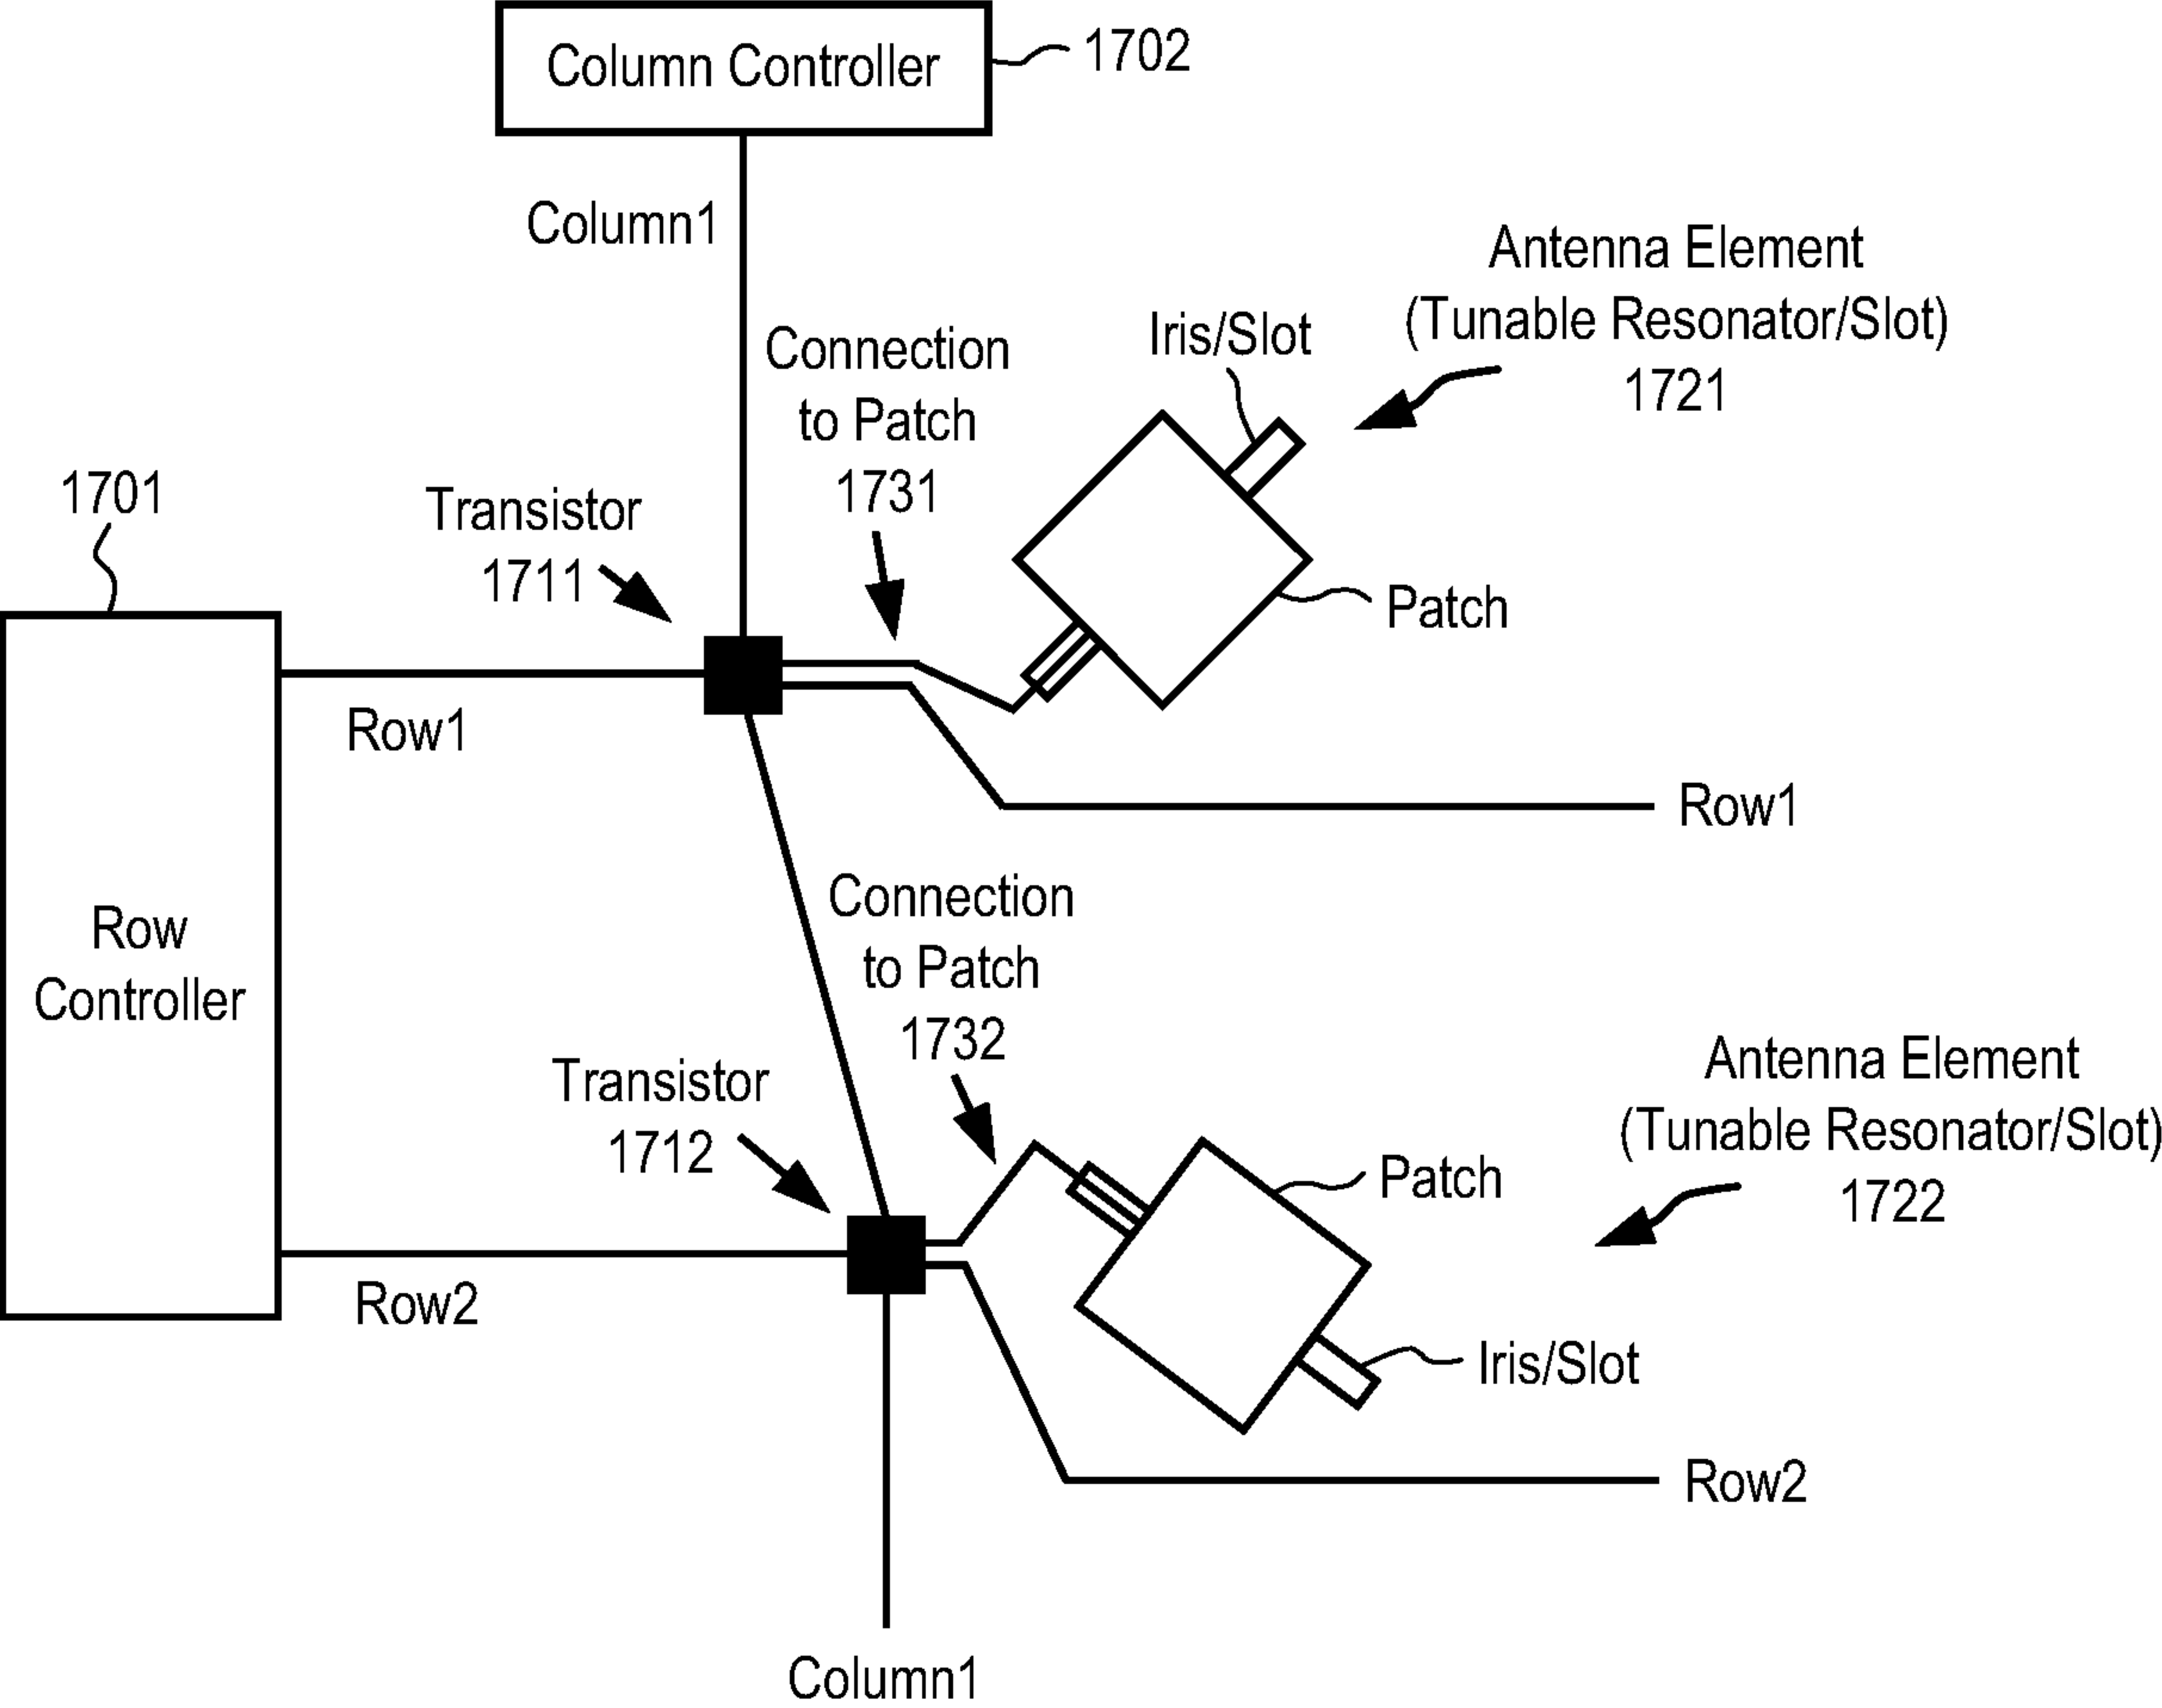 Column Controller
1702
Column1
Antenna Element
(Tunable Resonator/Slot)
1721
Iris/Slot
Connection
to Patch
1731
1701
Transistor
1711
Patch
Row1
Row1
Row
Controller
Connection
to Patch
1732
Transistor
1712
Antenna Element
(Tunable Resonator/Slot)
1722
Patch
Row2
Iris/Slot
Row2
Column1